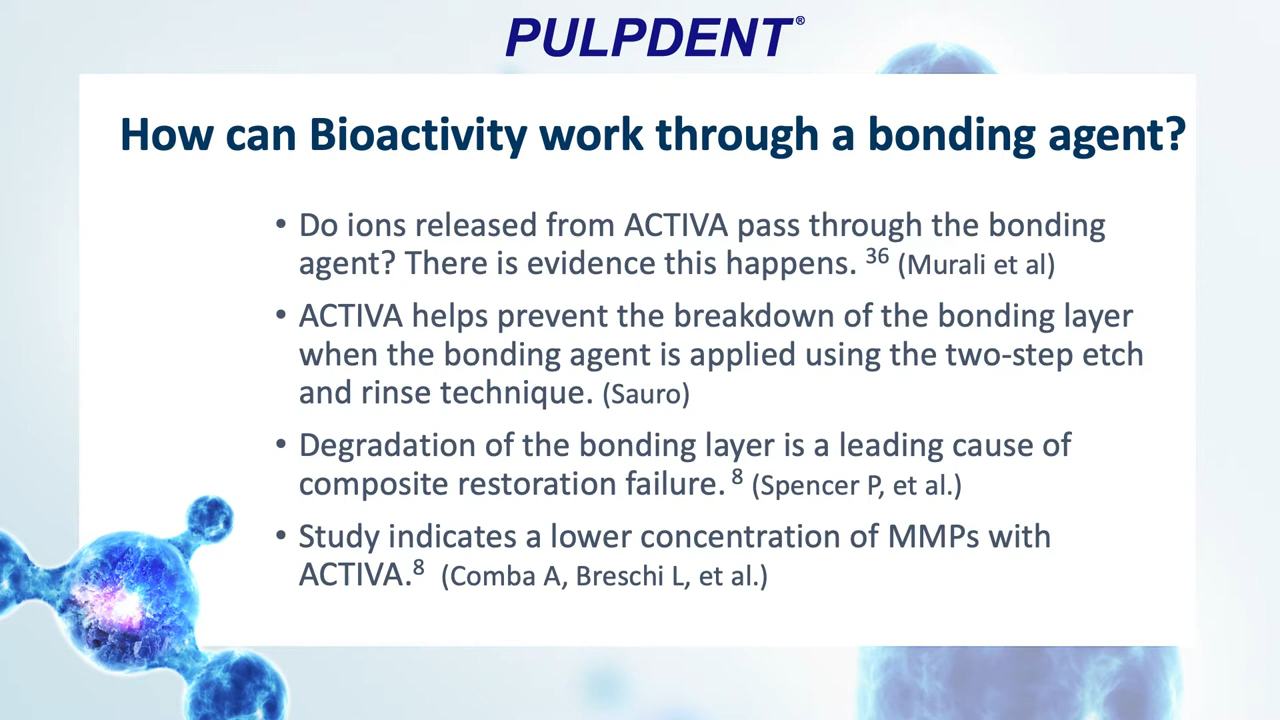 PULPDENT®
How can Bioactivity work through a bonding agent?
• Do ions released from ACTIVA pass through the bonding
agent? There is evidence this happens. ³⁶ (Murali et al)
• ACTIVA helps prevent the breakdown of the bonding layer
when the bonding agent is applied using the two-step etch
and rinse technique. (Sauro)
• Degradation of the bonding layer is a leading cause of
composite restoration failure. ⁸ (Spencer P, et al.)
• Study indicates a lower concentration of MMPs with
ACTIVA.⁸ (Comba A, Breschi L, et al.)